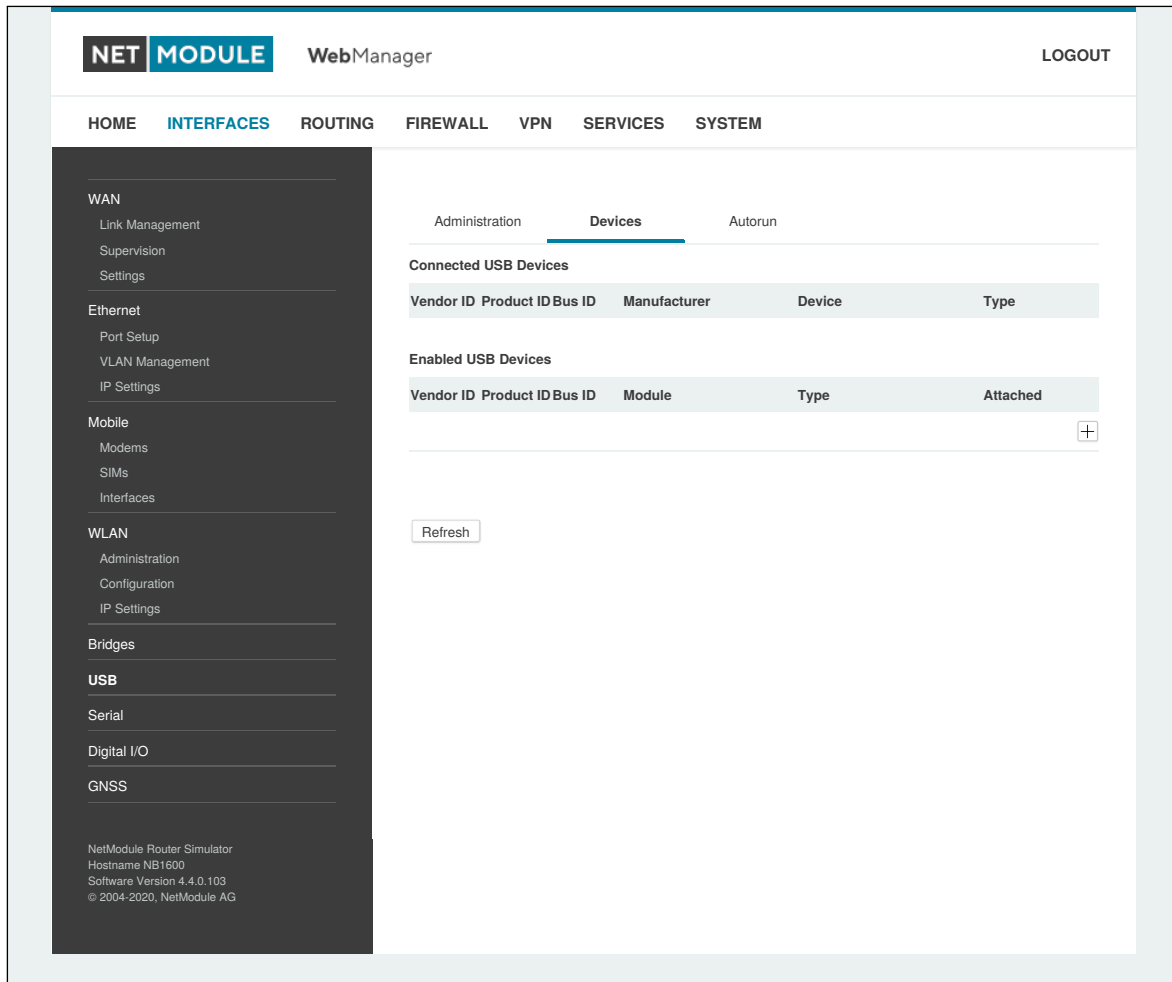 NET MODULE WebManager LOGOUT
HOME INTERFACES ROUTING FIREWALL VPN SERVICES SYSTEM
WAN
Link Management
Supervision
Settings
Ethernet
Port Setup
VLAN Management
IP Settings
Mobile
Modems
SIMs
Interfaces
WLAN
Administration
Configuration
IP Settings
Bridges
USB
Serial
Digital I/O
GNSS
NetModule Router Simulator
Hostname NB1600
Software Version 4.4.0.103
© 2004-2020, NetModule AG
Administration Devices Autorun
Connected USB Devices
Vendor ID Product ID Bus ID Manufacturer Device Type
Enabled USB Devices
Vendor ID Product ID Bus ID Module Type Attached
Refresh